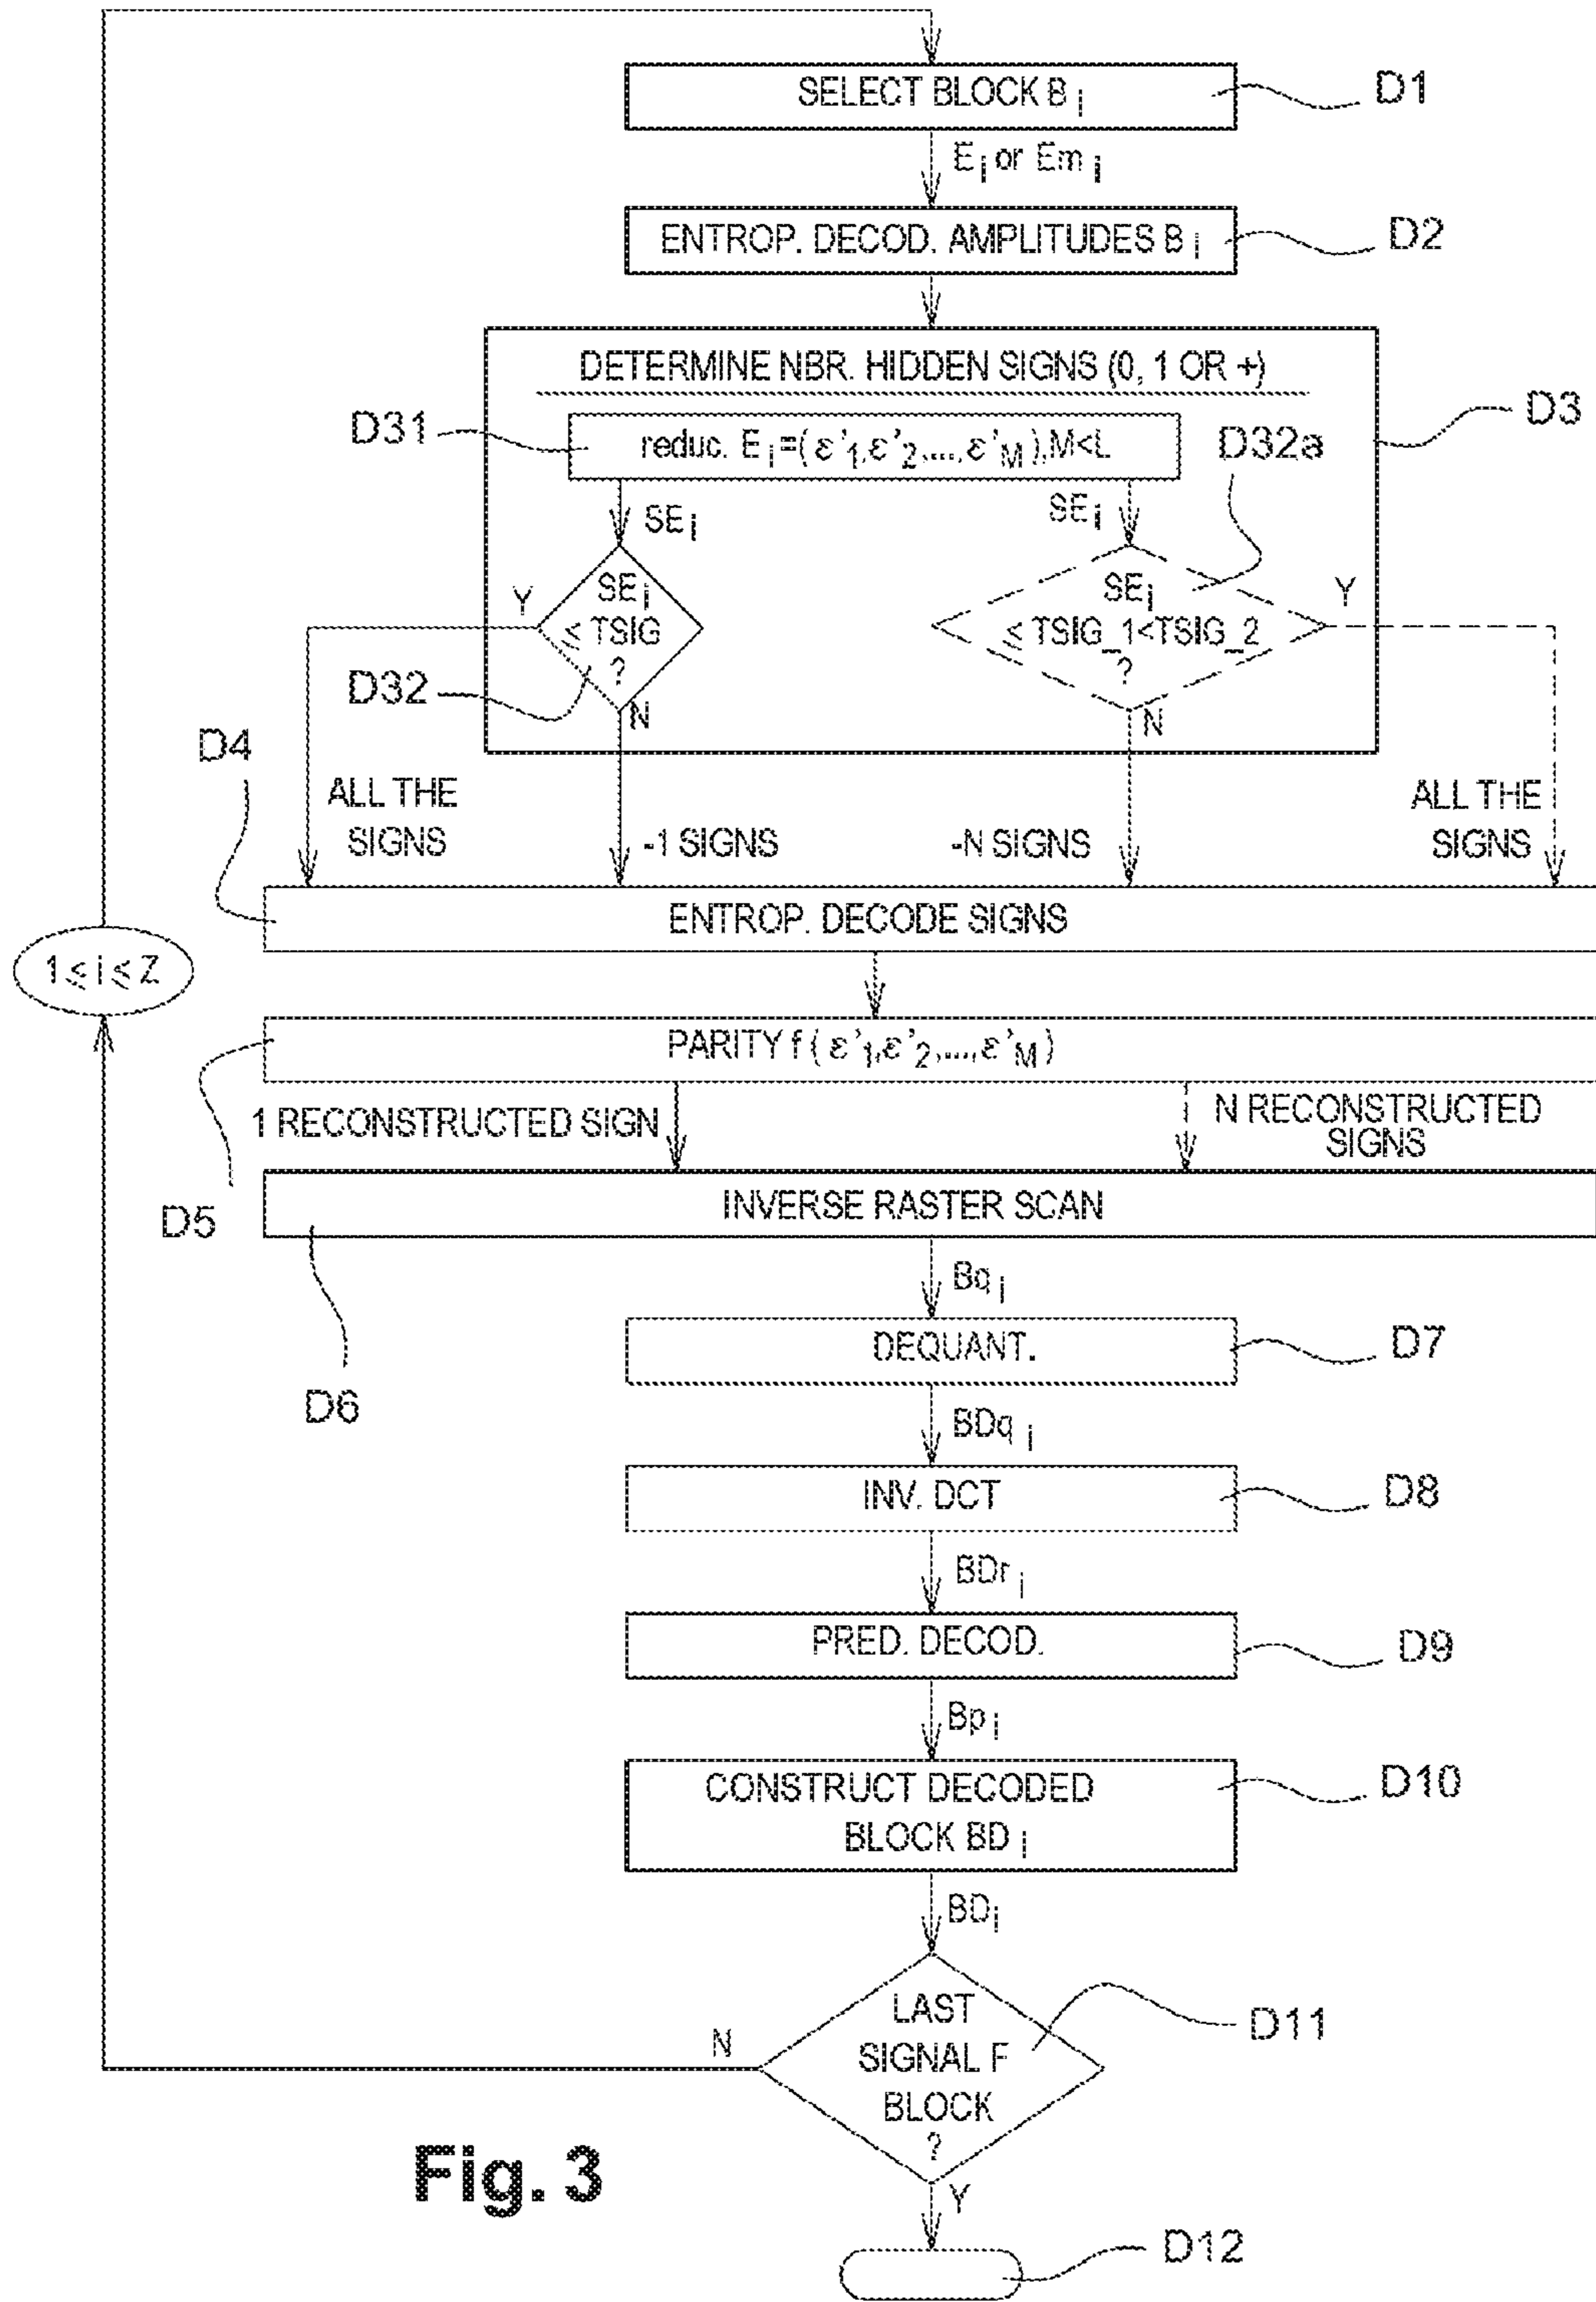 SELECT BLOCK B i
D1
E i or Em i
ENTROP. DECOD. AMPLITUDES B i
D2
DETERMINE NBR. HIDDEN SIGNS (0, 1 OR +)
D3
D31
reduc. E i =(ε'1,ε'2,...,ε'M),M<L
D32a
SE i
SE i
Y
SE i
≤ TSIG
?
N
D32
SE i
≤ TSIG_1<TSIG_2
?
Y
N
D4
ALL THE
SIGNS
-1 SIGNS
-N SIGNS
ALL THE
SIGNS
ENTROP. DECODE SIGNS
1 ≤ i ≤ Z
PARITY f ( ε'1,ε'2,...,ε'M )
1 RECONSTRUCTED SIGN
N RECONSTRUCTED
SIGNS
D5
INVERSE RASTER SCAN
D6
Bq i
DEQUANT.
D7
BDq i
INV. DCT
D8
BDr i
PRED. DECOD.
D9
Bp i
CONSTRUCT DECODED
BLOCK BD i
D10
BD i
LAST
SIGNAL F
BLOCK
?
D11
N
Y
D12
Fig. 3